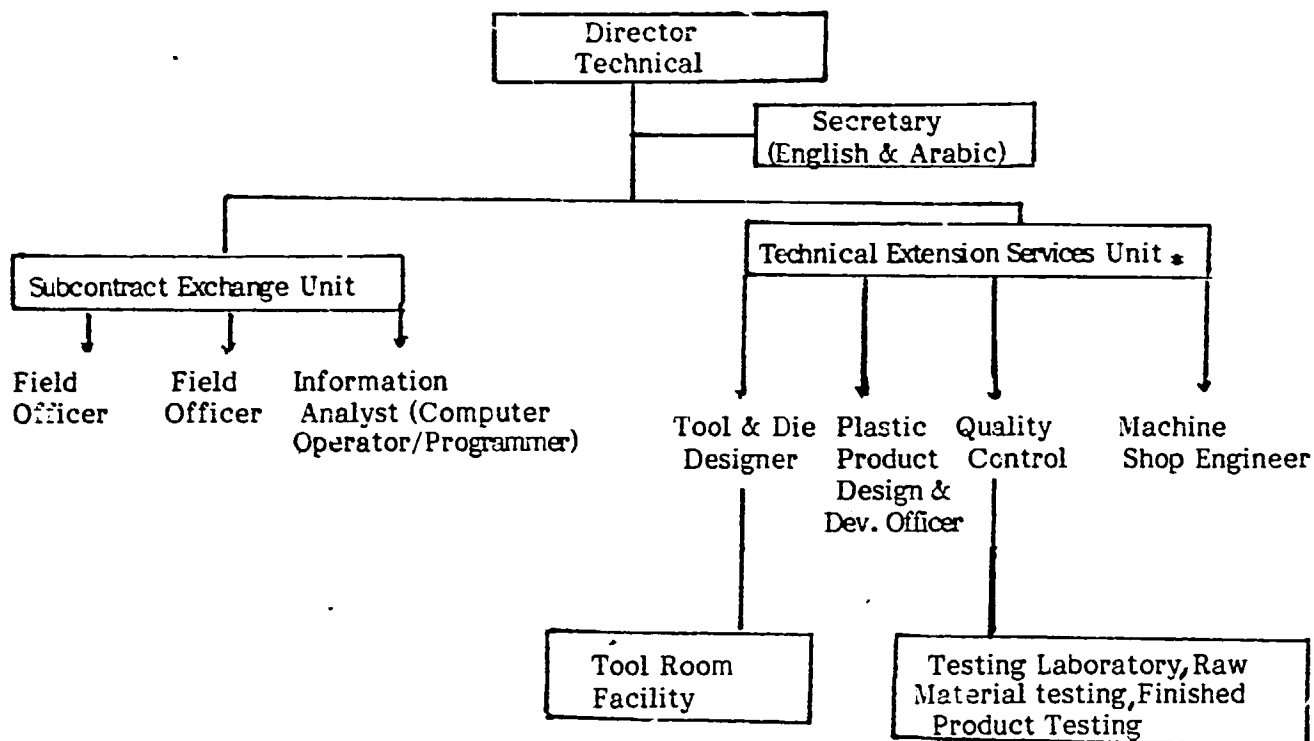 Director
Technical
Secretary
(English & Arabic)
Subcontract Exchange Unit
Technical Extension Services Unit *
Field
Officer
Field
Officer
Information
Analyst (Computer
Operator/Programmer)
Tool & Die
Designer
Plastic
Product
Design &
Dev. Officer
Quality
Control
Machine
Shop Engineer
Tool Room
Facility
Testing Laboratory, Raw
Material testing, Finished
Product Testing